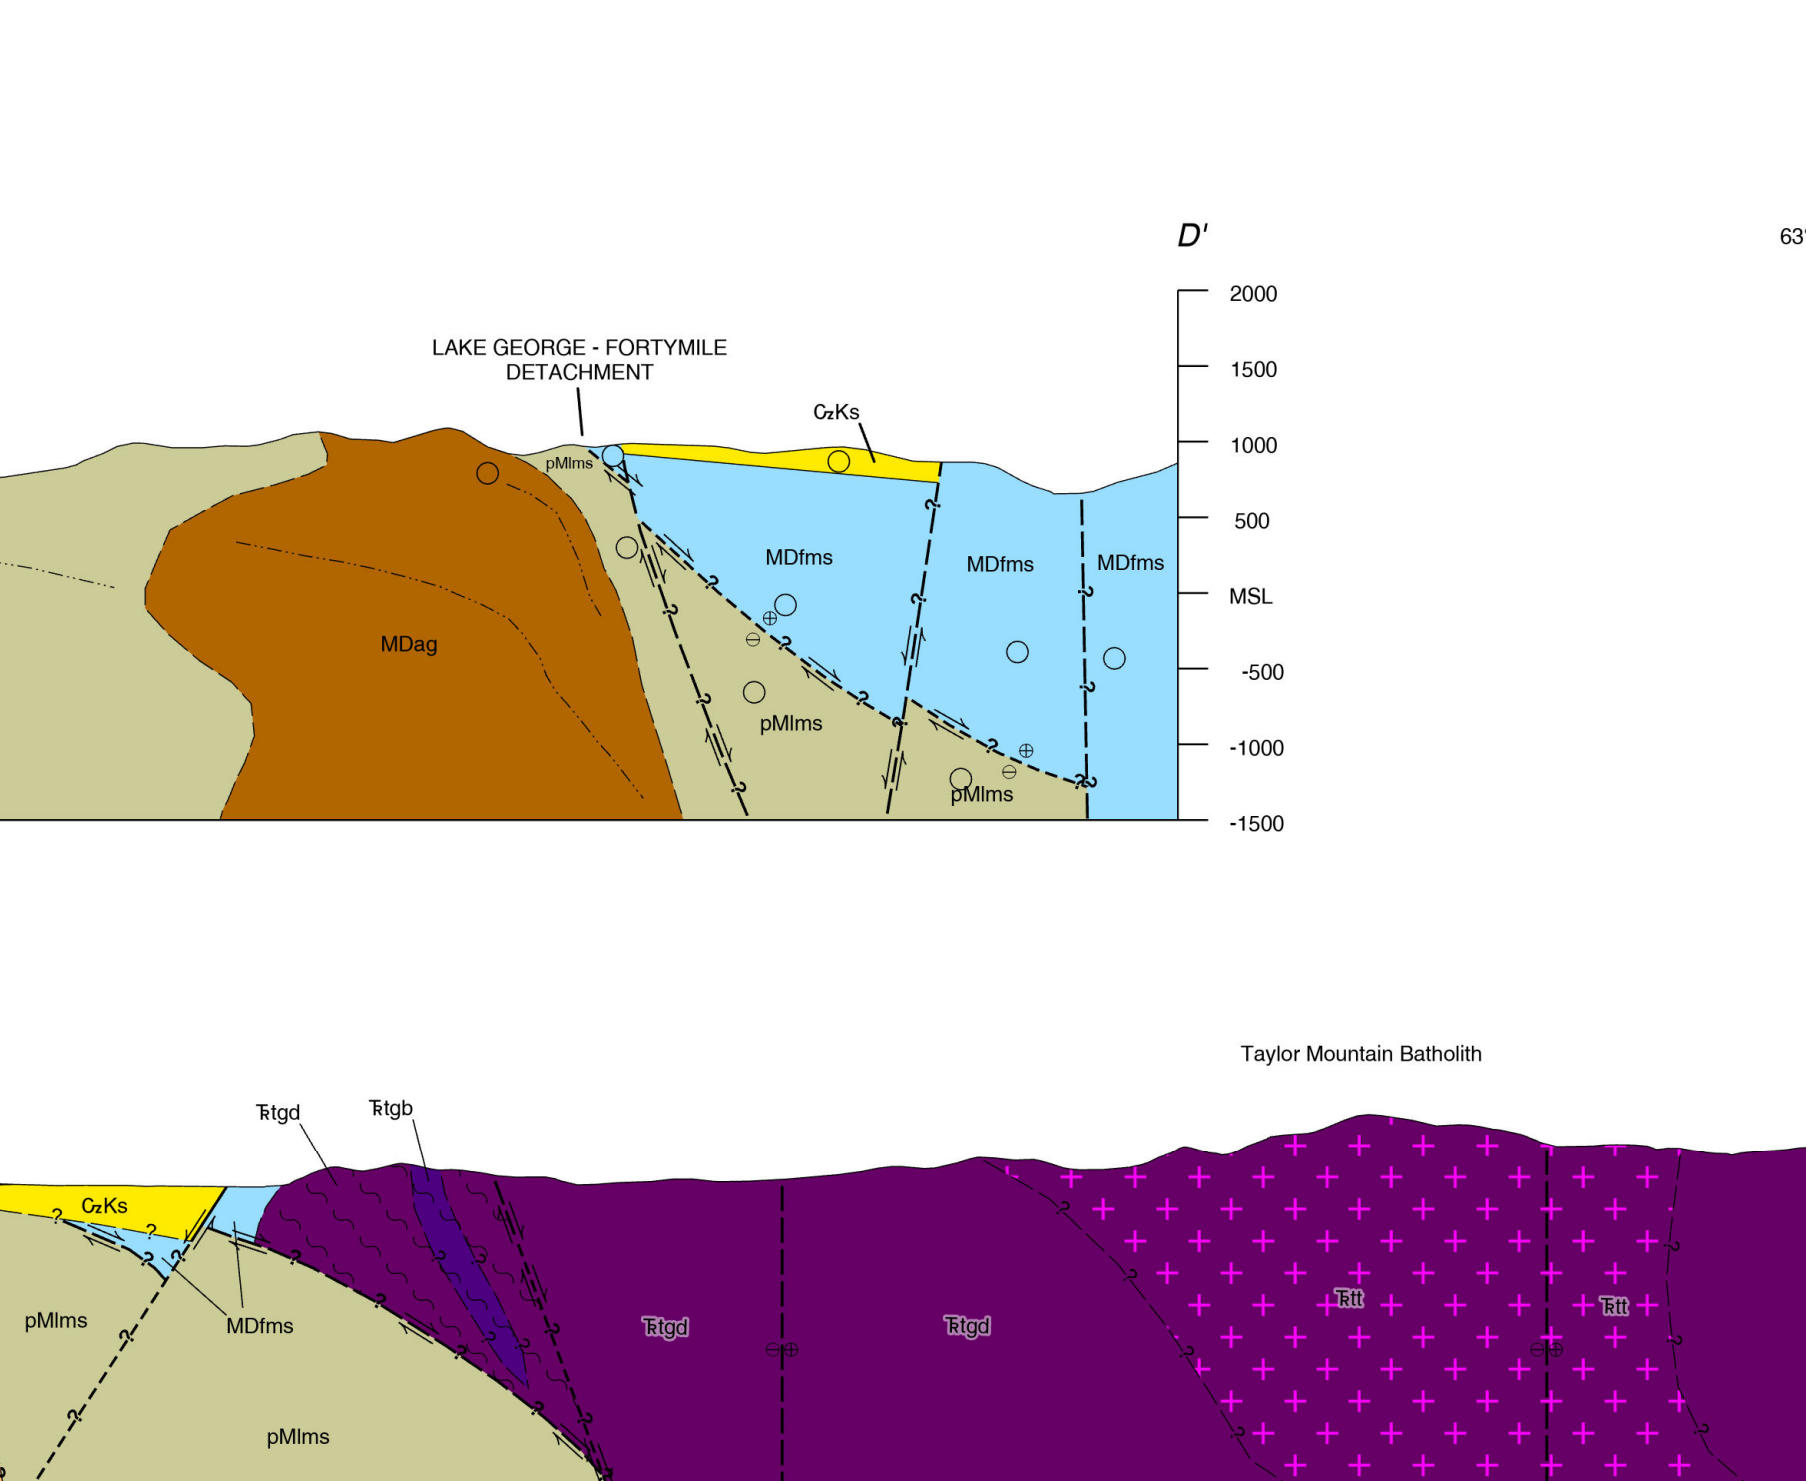 D'
63°
2000
LAKE GEORGE - FORTYMILE
DETACHMENT
1500
CzKs
1000
pMlms
500
MDfms
MDfms
MDfms
MSL
MDag
-500
pMlms
-1000
pMlms
-1500
Taylor Mountain Batholith
Ꞧtgd
Ꞧtgb
CzKs
pMlms
MDfms
Ꞧtgd
Ꞧtgd
Ꞧtt
Ꞧtt
pMlms